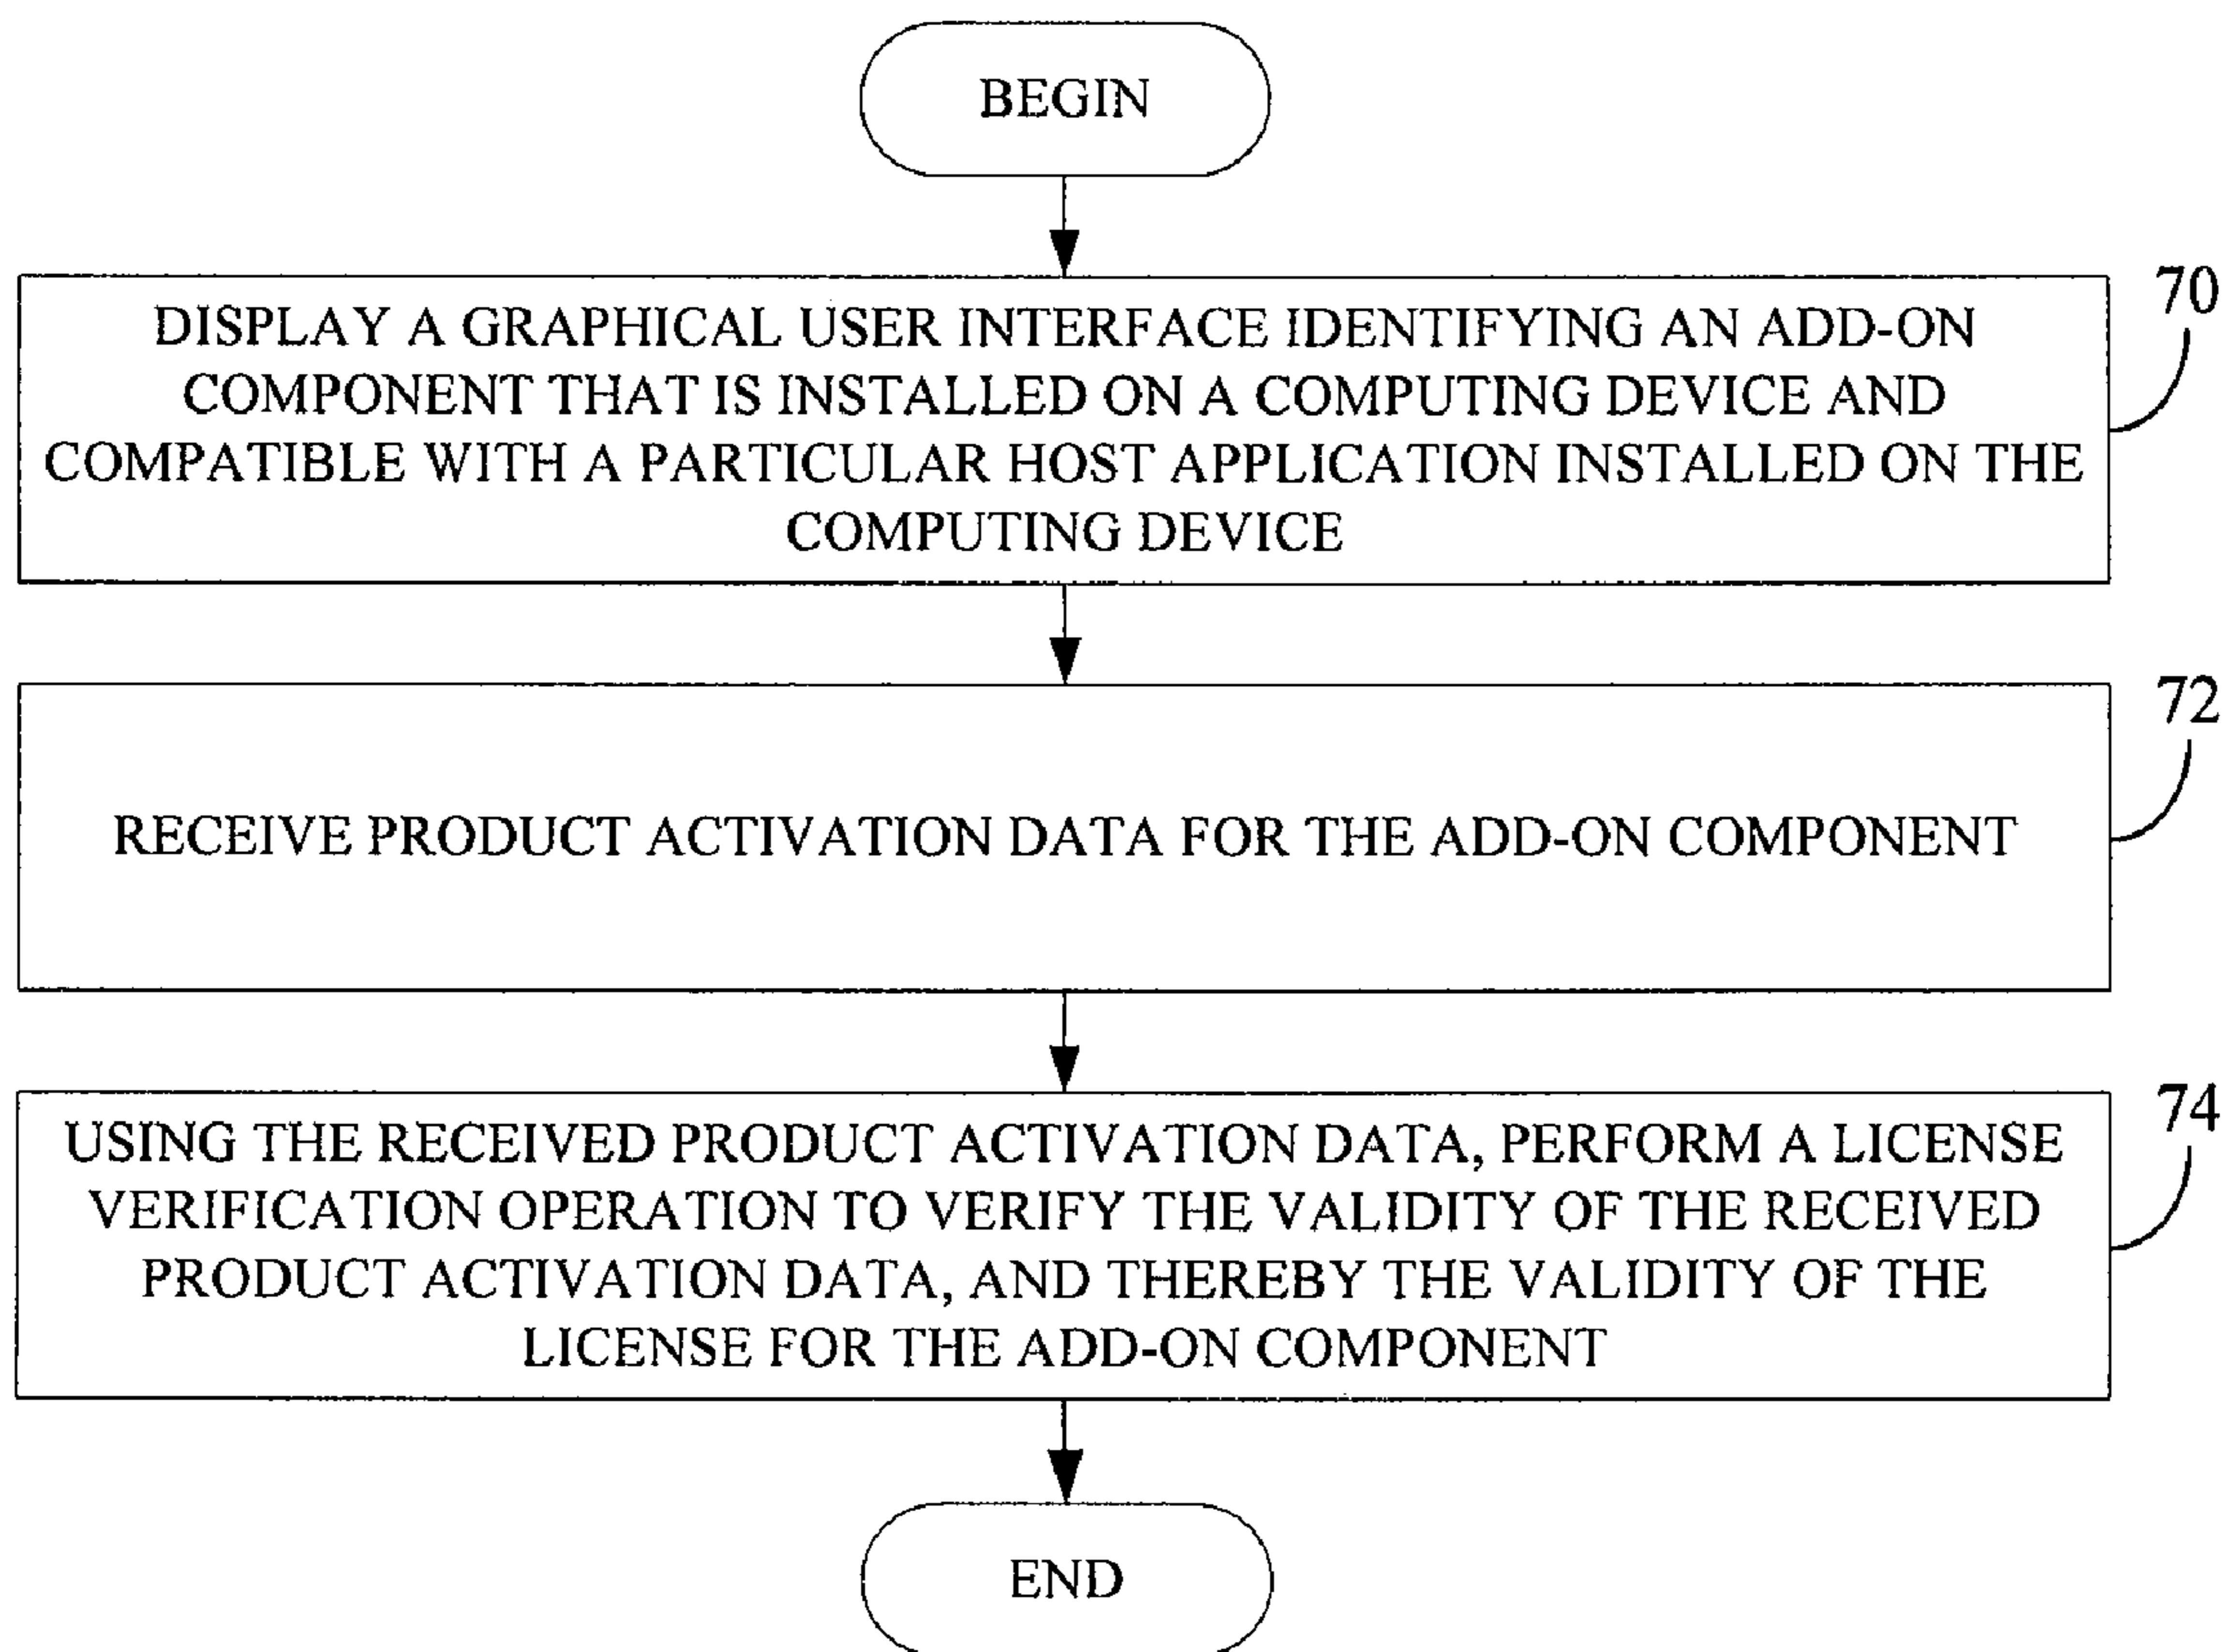 BEGIN
DISPLAY A GRAPHICAL USER INTERFACE IDENTIFYING AN ADD-ON
COMPONENT THAT IS INSTALLED ON A COMPUTING DEVICE AND
COMPATIBLE WITH A PARTICULAR HOST APPLICATION INSTALLED ON THE
COMPUTING DEVICE
70
RECEIVE PRODUCT ACTIVATION DATA FOR THE ADD-ON COMPONENT
72
USING THE RECEIVED PRODUCT ACTIVATION DATA, PERFORM A LICENSE
VERIFICATION OPERATION TO VERIFY THE VALIDITY OF THE RECEIVED
PRODUCT ACTIVATION DATA, AND THEREBY THE VALIDITY OF THE
LICENSE FOR THE ADD-ON COMPONENT
74
END